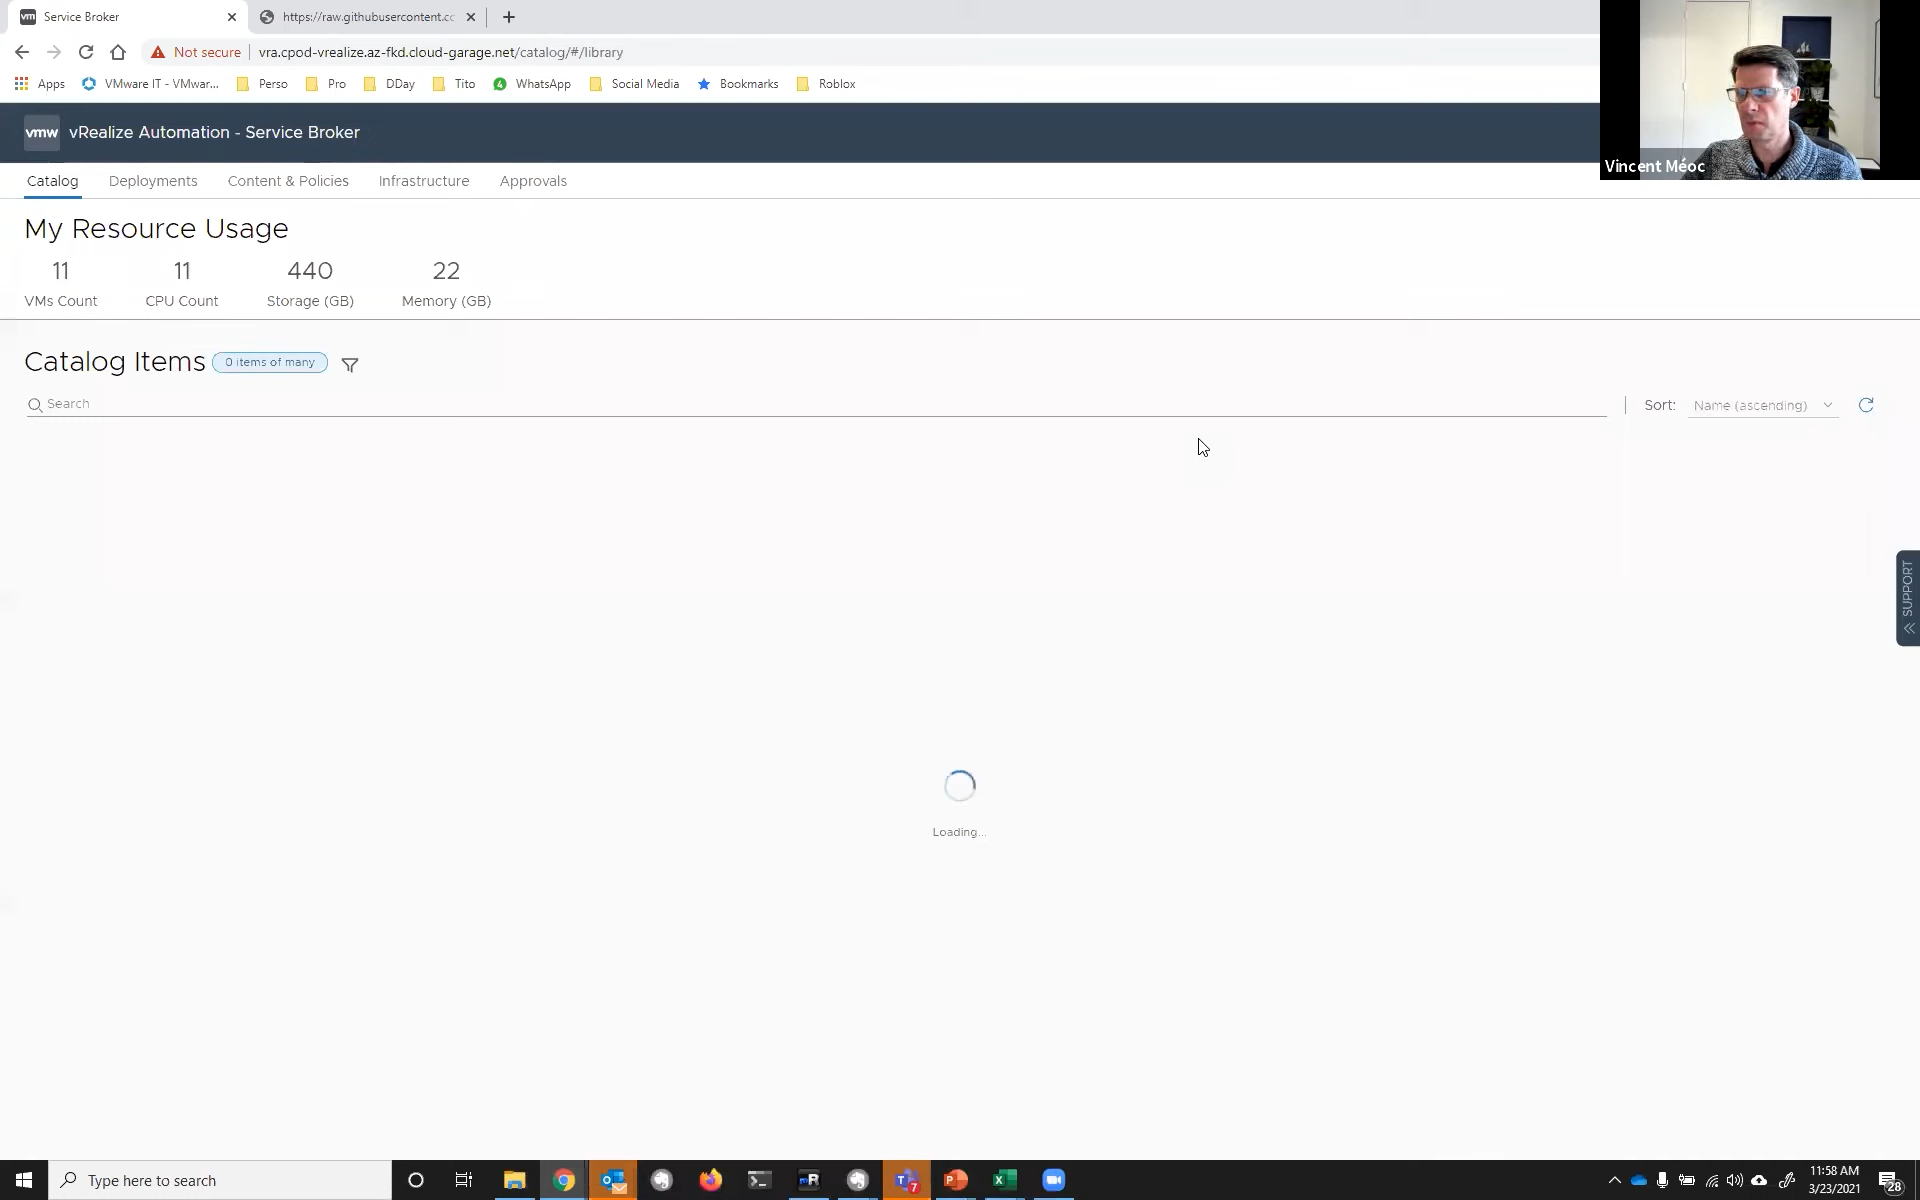 vm Service Broker
https://raw.githubusercontent.cc
Not secure vra.cpod-vrealize.az-fkd.cloud-garage.net/catalog/#/library
Apps VMware IT - VMwar... Perso Pro DDay Tito 4 WhatsApp Social Media Bookmarks Roblox
vmw vRealize Automation - Service Broker
Vincent Méoc
Catalog Deployments Content & Policies Infrastructure Approvals
My Resource Usage
11 11 440 22
VMs Count CPU Count Storage (GB) Memory (GB)
Catalog Items 0 items of many
Search Sort: Name (ascending)
SUPPORT
Loading...
Type here to search
mR
7
11:58 AM
3/23/2021
28